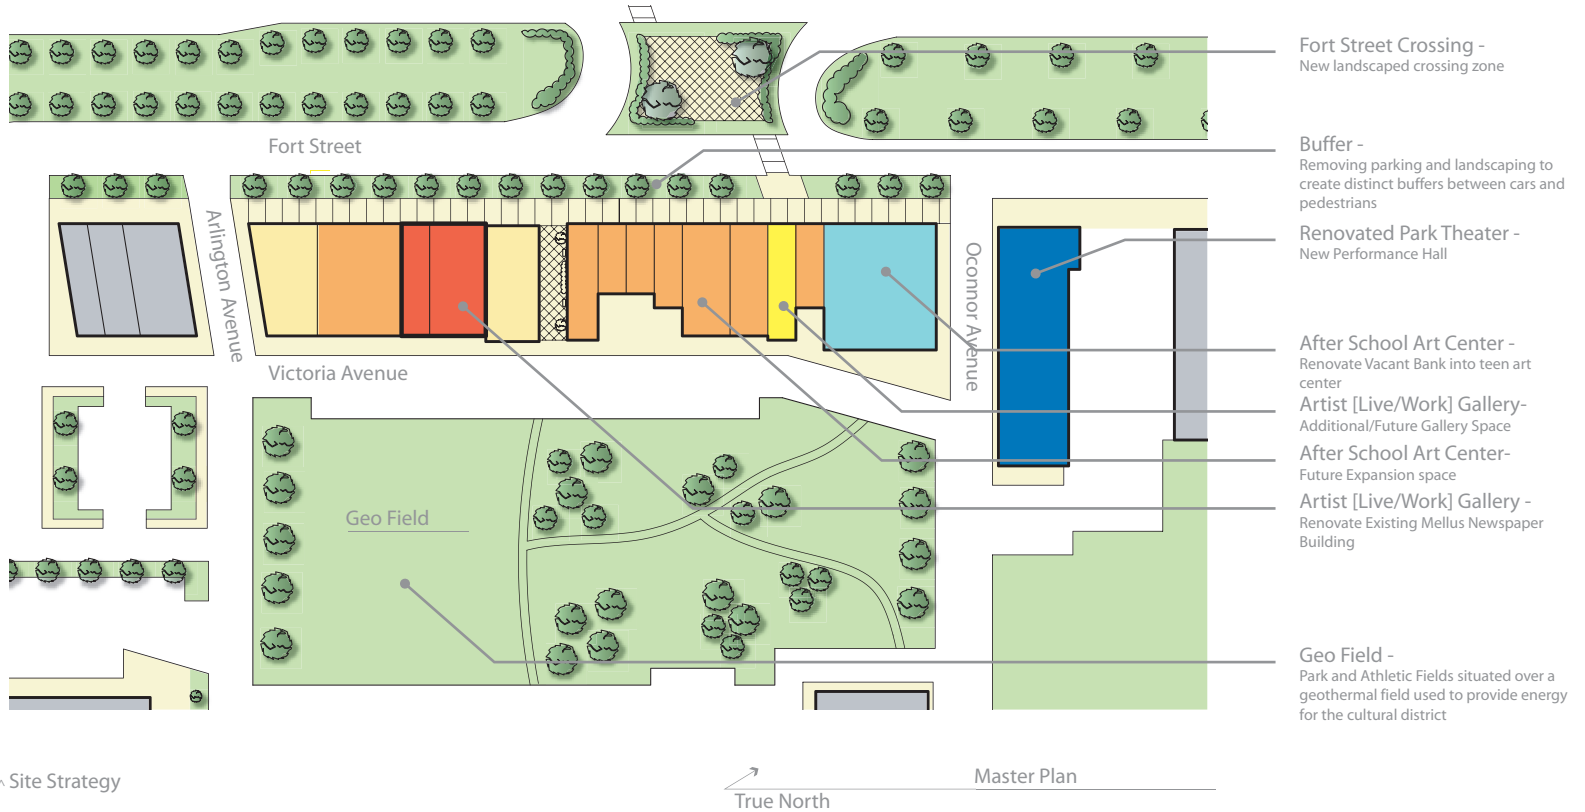 Fort Street Crossing -
New landscaped crossing zone
Fort Street
Buffer -
Removing parking and landscaping to
create distinct buffers between cars and
pedestrians
Arlington Avenue
Oconnor Avenue
Renovated Park Theater -
New Performance Hall
Victoria Avenue
After School Art Center -
Renovate Vacant Bank into teen art
center
Artist [Live/Work] Gallery-
Additional/Future Gallery Space
After School Art Center-
Future Expansion space
Artist [Live/Work] Gallery -
Renovate Existing Mellus Newspaper
Building
Geo Field
Geo Field -
Park and Athletic Fields situated over a
geothermal field used to provide energy
for the cultural district
^ Site Strategy
Master Plan
True North